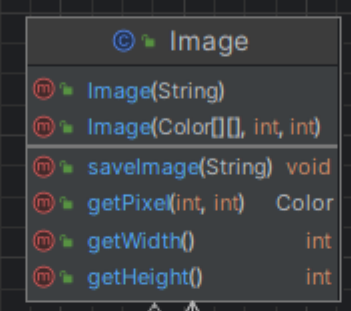 Image
Image(String)
Image(Color[][], int, int)
saveImage(String) void
getPixel(int, int) Color
getWidth() int
getHeight() int